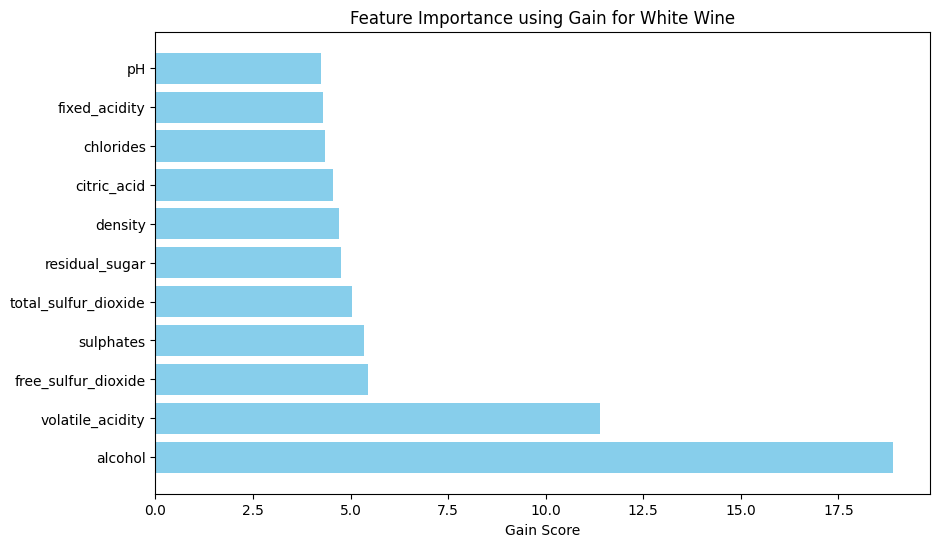 Feature Importance using Gain for White Wine
pH
fixed_acidity
chlorides
citric_acid
density
residual_sugar
total_sulfur_dioxide
sulphates
free_sulfur_dioxide
volatile_acidity
alcohol
0.0 2.5 5.0 7.5 10.0 12.5 15.0 17.5
Gain Score